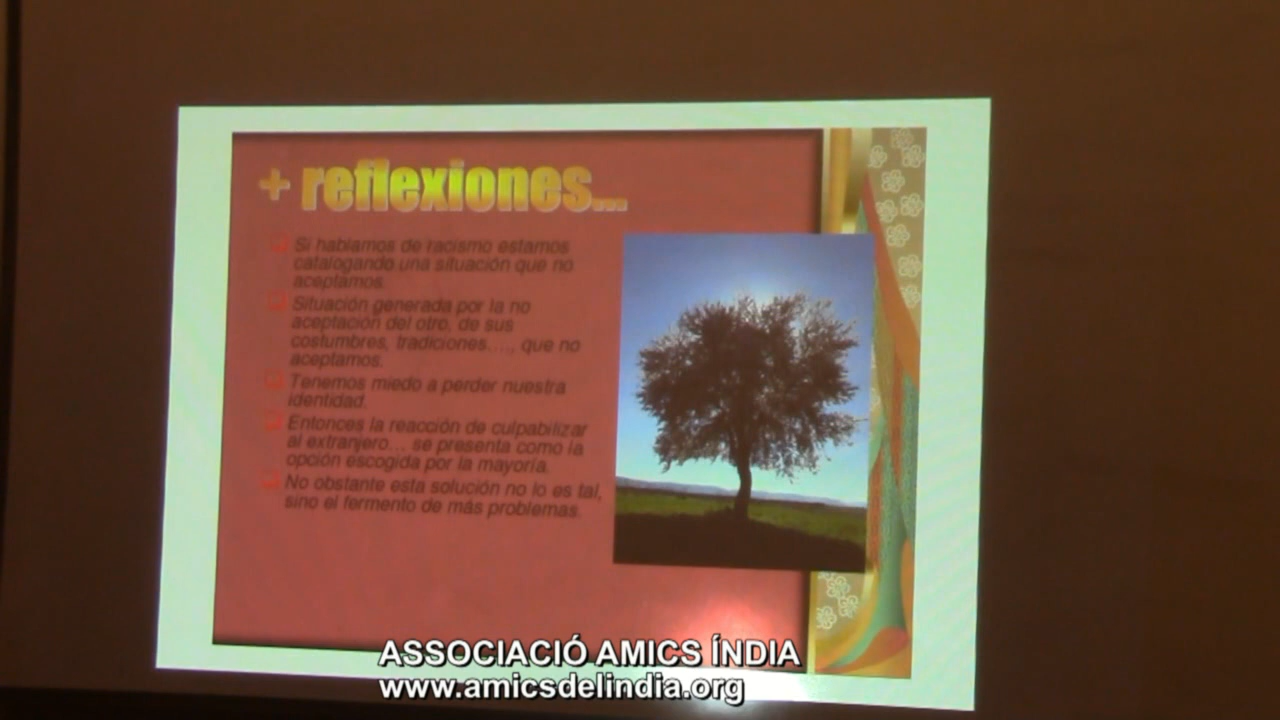 + reflexiones...
Si hablamos de racismo estamos
catalogando una situación que no
aceptamos.
Situación generada por la no
aceptación del otro, de sus
costumbres, tradiciones...., que no
aceptamos.
Tenemos miedo a perder nuestra
identidad.
Entonces la reacción de culpabilizar
al extranjero... se presenta como la
opción escogida por la mayoría.
No obstante esta solución no lo es tal,
sino el fermento de más problemas.
ASSOCIACIÓ AMICS ÍNDIA
www.amicsdelindia.org